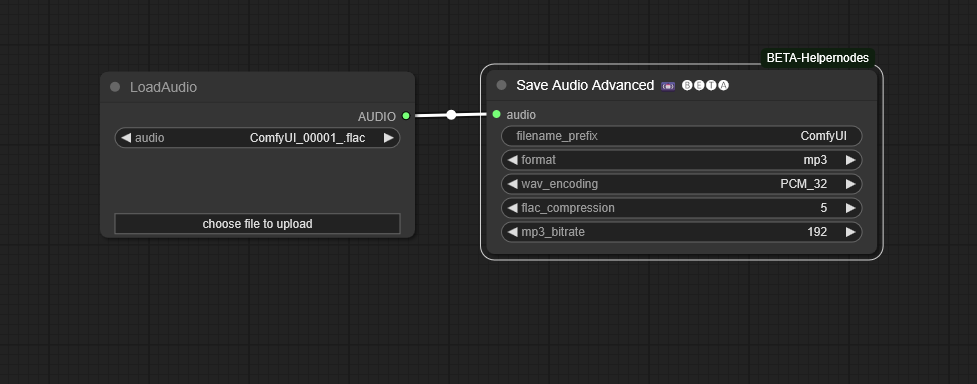 BETA-Helpernodes
LoadAudio
AUDIO
audio ComfyUI_00001_.flac
choose file to upload
Save Audio Advanced 🅑🅔🅣🅐
audio
filename_prefix ComfyUI
format mp3
wav_encoding PCM_32
flac_compression 5
mp3_bitrate 192